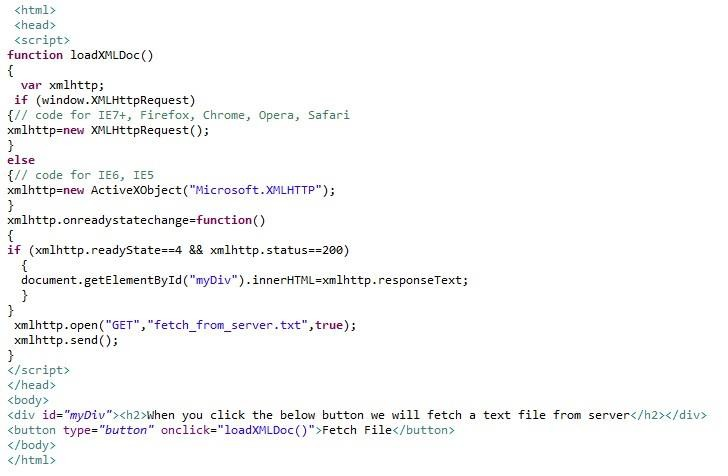 <html>
<head>
<script>
function loadXMLDoc()
{
var xmlhttp;
if (window.XMLHttpRequest)
{// code for IE7+, Firefox, Chrome, Opera, Safari
xmlhttp=new XMLHttpRequest();
}
else
{// code for IE6, IE5
xmlhttp=new ActiveXObject("Microsoft.XMLHTTP");
}
xmlhttp.onreadystatechange=function()
{
if (xmlhttp.readyState==4 && xmlhttp.status==200)
{
document.getElementById("myDiv").innerHTML=xmlhttp.responseText;
}
}
xmlhttp.open("GET","fetch_from_server.txt",true);
xmlhttp.send();
}
</script>
</head>
<body>
<div id="myDiv"><h2>When you click the below button we will fetch a text file from server</h2></div>
<button type="button" onclick="loadXMLDoc()">Fetch File</button>
</body>
</html>